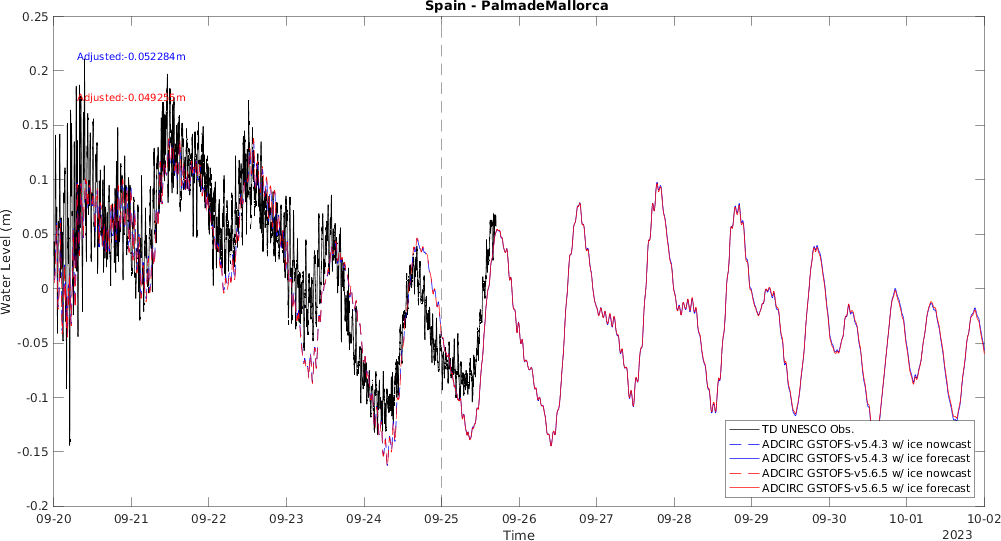 Spain - PalmadeMallorca
0.25
0.2
0.15
0.1
0.05
0
-0.05
-0.1
-0.15
-0.2
Water Level (m)
Adjusted:-0.052284m
Adjusted:-0.049255m
TD UNESCO Obs.
ADCIRC GSTOFS-v5.4.3 w/ ice nowcast
ADCIRC GSTOFS-v5.4.3 w/ ice forecast
ADCIRC GSTOFS-v5.6.5 w/ ice nowcast
ADCIRC GSTOFS-v5.6.5 w/ ice forecast
09-20 09-21 09-22 09-23 09-24 09-25 09-26 09-27 09-28 09-29 09-30 10-01 10-02
Time
2023